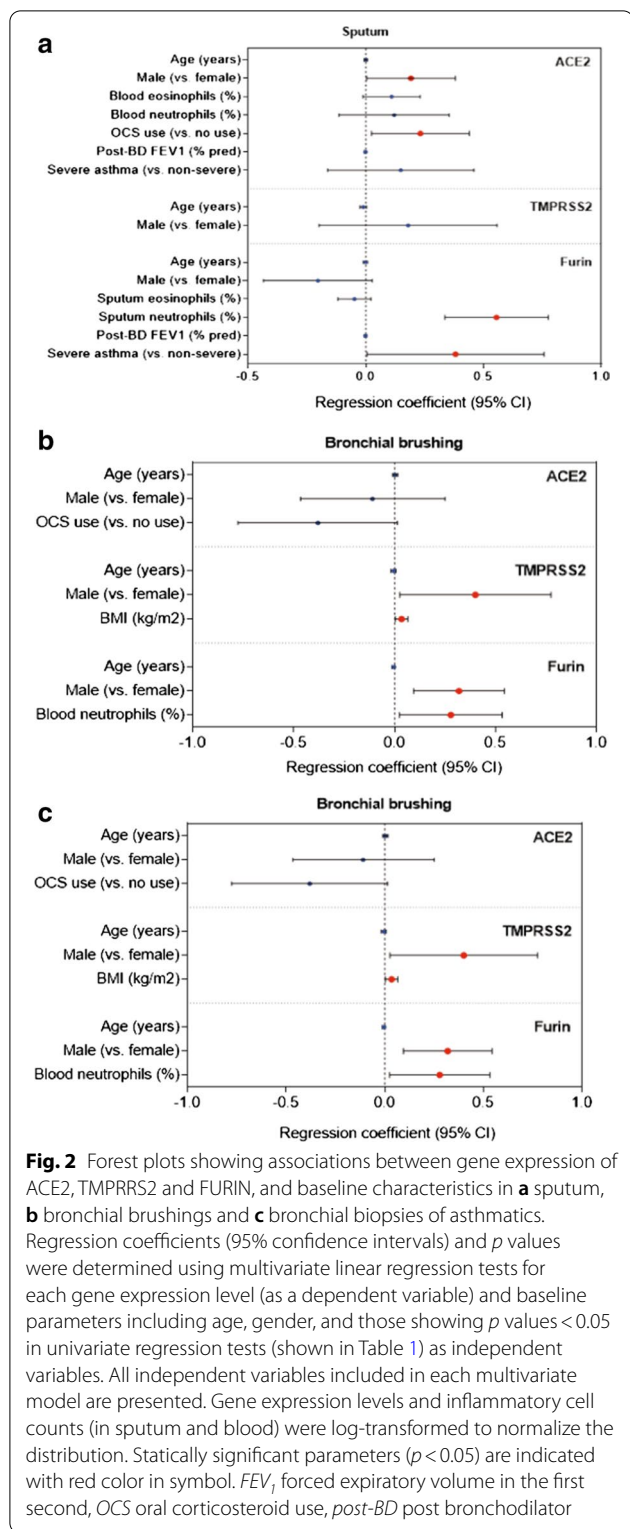 a
Sputum
ACE2
Age (years)
Male (vs. female)
Blood eosinophils (%)
Blood neutrophils (%)
OCS use (vs. no use)
Post-BD FEV1 (% pred)
Severe asthma (vs. non-severe)
TMPRSS2
Age (years)
Male (vs. female)
Furin
Age (years)
Male (vs. female)
Sputum eosinophils (%)
Sputum neutrophils (%)
Post-BD FEV1 (% pred)
Severe asthma (vs. non-severe)
-0.5 0.0 0.5 1.0
Regression coefficient (95% CI)
b
Bronchial brushing
ACE2
Age (years)
Male (vs. female)
OCS use (vs. no use)
TMPRSS2
Age (years)
Male (vs. female)
BMI (kg/m2)
Furin
Age (years)
Male (vs. female)
Blood neutrophils (%)
-1.0 -0.5 0.0 0.5 1.0
Regression coefficient (95% CI)
c
Bronchial brushing
ACE2
Age (years)
Male (vs. female)
OCS use (vs. no use)
TMPRSS2
Age (years)
Male (vs. female)
BMI (kg/m2)
Furin
Age (years)
Male (vs. female)
Blood neutrophils (%)
-1.0 -0.5 0.0 0.5 1.0
Regression coefficient (95% CI)
Fig. 2 Forest plots showing associations between gene expression of
ACE2, TMPRRS2 and FURIN, and baseline characteristics in a sputum,
b bronchial brushings and c bronchial biopsies of asthmatics.
Regression coefficients (95% confidence intervals) and p values
were determined using multivariate linear regression tests for
each gene expression level (as a dependent variable) and baseline
parameters including age, gender, and those showing p values < 0.05
in univariate regression tests (shown in Table 1) as independent
variables. All independent variables included in each multivariate
model are presented. Gene expression levels and inflammatory cell
counts (in sputum and blood) were log-transformed to normalize the
distribution. Statically significant parameters (p < 0.05) are indicated
with red color in symbol. FEV1 forced expiratory volume in the first
second, OCS oral corticosteroid use, post-BD post bronchodilator